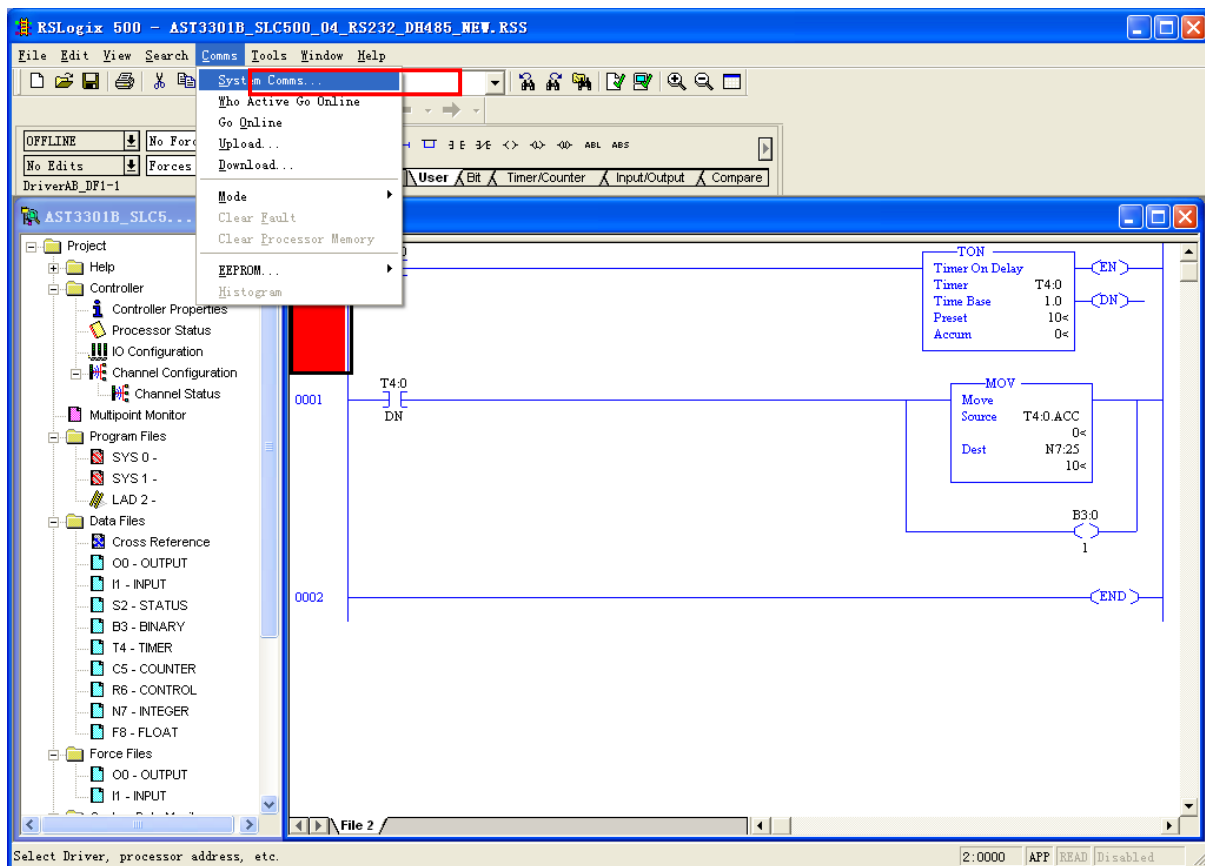 RSLogix 500 - AST3301B_SLC500_04_RS232_DH485_NEW.RSS
File Edit View Search Comms Tools Window Help
System Comms...
Who Active Go Online
Go Online
Upload...
Download...
Mode
Clear Fault
Clear Processor Memory
EEPROM...
Histogram
OFFLINE No Forc
No Edits Forces
DriverAB_DF1-1
ABL ABS
User Bit Timer/Counter Input/Output Compare
AST3301B_SLC5...
Project
Help
Controller
Controller Properties
Processor Status
IO Configuration
Channel Configuration
Channel Status
Multipoint Monitor
Program Files
SYS 0 -
SYS 1 -
LAD 2 -
Data Files
Cross Reference
O0 - OUTPUT
I1 - INPUT
S2 - STATUS
B3 - BINARY
T4 - TIMER
C5 - COUNTER
R6 - CONTROL
N7 - INTEGER
F8 - FLOAT
Force Files
O0 - OUTPUT
I1 - INPUT
TON
Timer On Delay
Timer T4:0
Time Base 1.0
Preset 10<
Accum 0<
EN
DN
0001
T4:0
DN
MOV
Move
Source T4:0.ACC
0<
Dest N7:25
10<
B3:0
1
0002
END
File 2
Select Driver, processor address, etc.
2:0000 APP READ Disabled